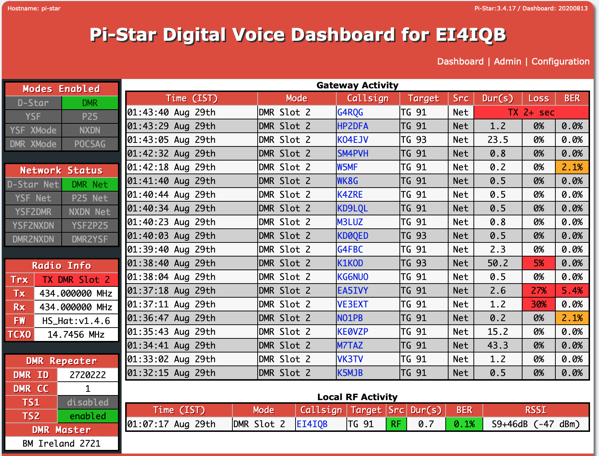 Hostname: pi-star
Pi-Star:3.4.17 / Dashboard: 20200813
Pi-Star Digital Voice Dashboard for EI4IQB
Dashboard | Admin | Configuration
Modes Enabled
D-Star DMR
YSF P25
YSF XMode NXDN
DMR XMode POCSAG
Network Status
D-Star Net DMR Net
YSF Net P25 Net
YSF2DMR NXDN Net
YSF2NXDN YSF2P25
DMR2NXDN DMR2YSF
Radio Info
Trx TX DMR Slot 2
Tx 434.000000 MHz
Rx 434.000000 MHz
FW HS_Hat:v1.4.6
TCXO 14.7456 MHz
DMR Repeater
DMR ID 2720222
DMR CC 1
TS1 disabled
TS2 enabled
DMR Master
BM Ireland 2721
Gateway Activity
Time (IST) Mode Callsign Target Src Dur(s) Loss BER
01:43:40 Aug 29th DMR Slot 2 G4RQG TG 91 Net TX 2+ sec
01:43:29 Aug 29th DMR Slot 2 HP2DFA TG 91 Net 1.2 0% 0.0%
01:43:05 Aug 29th DMR Slot 2 KO4EJV TG 93 Net 23.5 0% 0.0%
01:42:32 Aug 29th DMR Slot 2 SM4PVH TG 91 Net 0.8 0% 0.0%
01:42:18 Aug 29th DMR Slot 2 W5MF TG 91 Net 0.2 0% 2.1%
01:41:40 Aug 29th DMR Slot 2 WK8G TG 91 Net 0.5 0% 0.0%
01:40:44 Aug 29th DMR Slot 2 K4ZRE TG 91 Net 0.5 0% 0.0%
01:40:34 Aug 29th DMR Slot 2 KD9LQL TG 91 Net 0.5 0% 0.0%
01:40:23 Aug 29th DMR Slot 2 M3LUZ TG 91 Net 0.8 0% 0.0%
01:40:03 Aug 29th DMR Slot 2 KD0QED TG 93 Net 0.5 0% 0.0%
01:39:40 Aug 29th DMR Slot 2 G4FBC TG 91 Net 2.3 0% 0.0%
01:38:40 Aug 29th DMR Slot 2 K1KOD TG 93 Net 50.2 5% 0.0%
01:38:04 Aug 29th DMR Slot 2 KG6NUO TG 91 Net 0.5 0% 0.0%
01:37:18 Aug 29th DMR Slot 2 EA5IVY TG 91 Net 2.6 27% 5.4%
01:37:11 Aug 29th DMR Slot 2 VE3EXT TG 91 Net 1.2 30% 0.0%
01:36:47 Aug 29th DMR Slot 2 NO1PB TG 91 Net 0.2 0% 2.1%
01:35:43 Aug 29th DMR Slot 2 KE0VZP TG 91 Net 15.2 0% 0.0%
01:34:41 Aug 29th DMR Slot 2 M7TAZ TG 91 Net 43.3 0% 0.0%
01:33:02 Aug 29th DMR Slot 2 VK3TV TG 91 Net 1.2 0% 0.0%
01:32:15 Aug 29th DMR Slot 2 K5MJB TG 91 Net 0.5 0% 0.0%
Local RF Activity
Time (IST) Mode Callsign Target Src Dur(s) BER RSSI
01:07:17 Aug 29th DMR Slot 2 EI4IQB TG 91 RF 0.7 0.1% S9+46dB (-47 dBm)